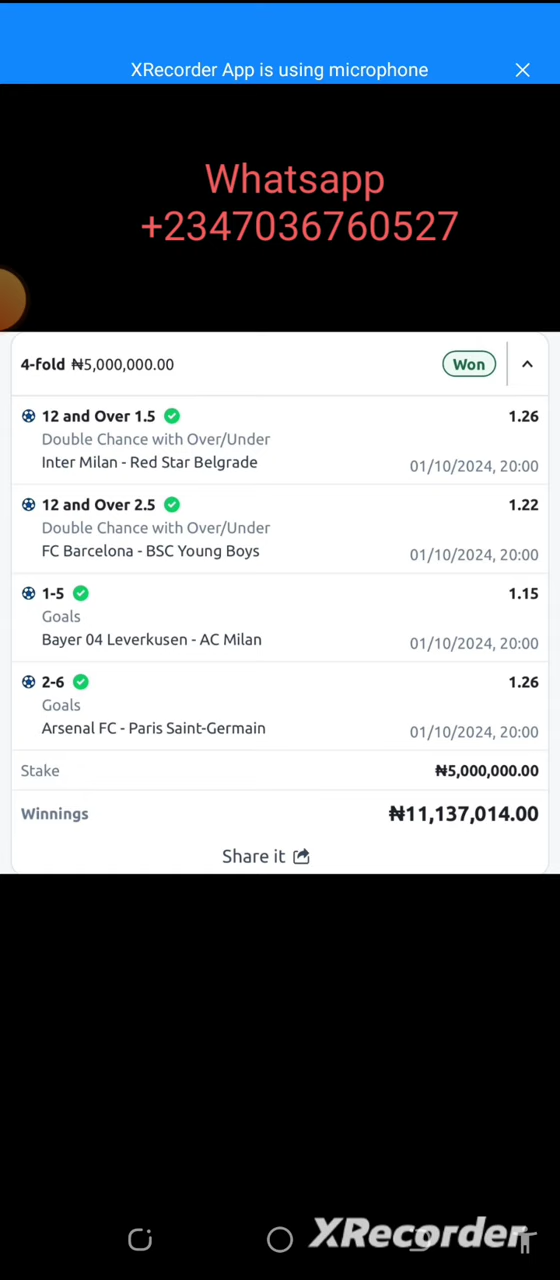 XRecorder App is using microphone
Whatsapp
+2347036760527
4-fold ₦5,000,000.00 Won
12 and Over 1.5 1.26
Double Chance with Over/Under
Inter Milan - Red Star Belgrade 01/10/2024, 20:00
12 and Over 2.5 1.22
Double Chance with Over/Under
FC Barcelona - BSC Young Boys 01/10/2024, 20:00
1-5 1.15
Goals
Bayer 04 Leverkusen - AC Milan 01/10/2024, 20:00
2-6 1.26
Goals
Arsenal FC - Paris Saint-Germain 01/10/2024, 20:00
Stake ₦5,000,000.00
Winnings ₦11,137,014.00
Share it
XRecorder